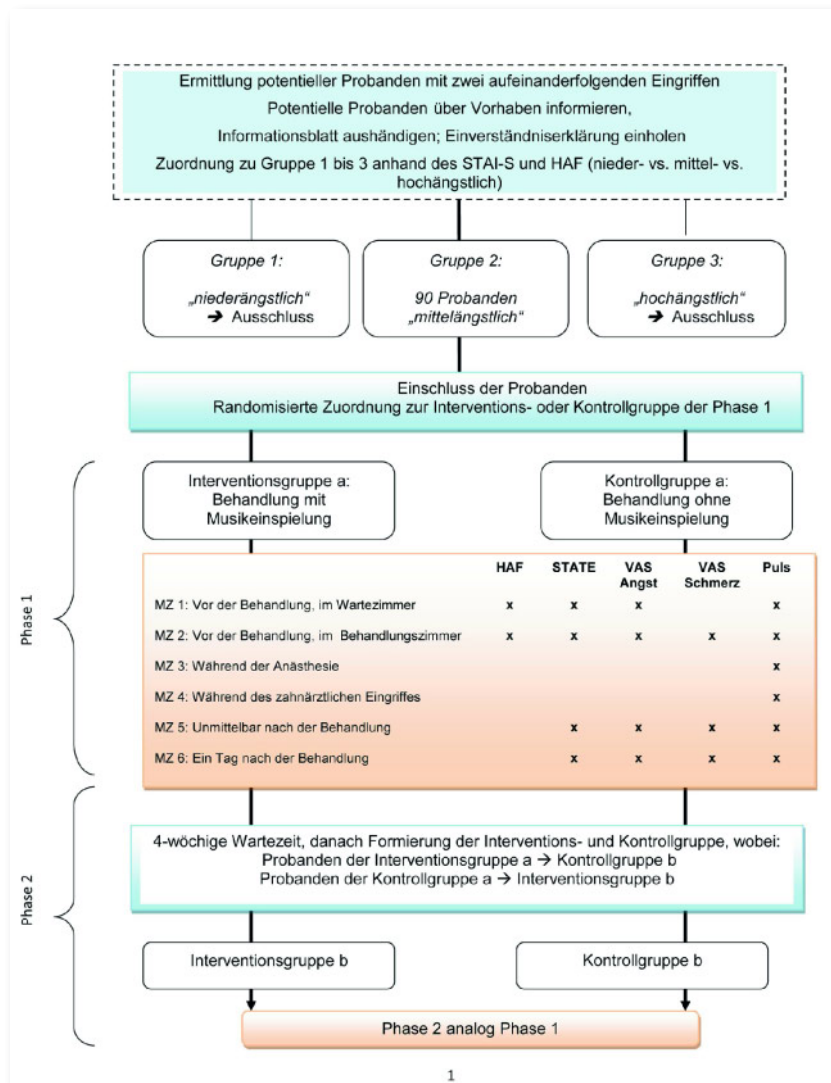 Ermittlung potentieller Probanden mit zwei aufeinanderfolgenden Eingriffen
Potentielle Probanden über Vorhaben informieren,
Informationsblatt aushändigen; Einverständniserklärung einholen
Zuordnung zu Gruppe 1 bis 3 anhand des STAI-S und HAF (nieder- vs. mittel- vs.
hochängstlich)
Gruppe 1:
„niederängstlich“
➔ Ausschluss
Gruppe 2:
90 Probanden
„mittelängstlich“
Gruppe 3:
„hochängstlich“
➔ Ausschluss
Einschluss der Probanden
Randomisierte Zuordnung zur Interventions- oder Kontrollgruppe der Phase 1
Phase 1
Interventionsgruppe a:
Behandlung mit
Musikeinspielung
Kontrollgruppe a:
Behandlung ohne
Musikeinspielung
HAF STATE VAS Angst VAS Schmerz Puls
MZ 1: Vor der Behandlung, im Wartezimmer x x x x
MZ 2: Vor der Behandlung, im Behandlungszimmer x x x x x
MZ 3: Während der Anästhesie x
MZ 4: Während des zahnärztlichen Eingriffes x
MZ 5: Unmittelbar nach der Behandlung x x x x
MZ 6: Ein Tag nach der Behandlung x x x x
Phase 2
4-wöchige Wartezeit, danach Formierung der Interventions- und Kontrollgruppe, wobei:
Probanden der Interventionsgruppe a → Kontrollgruppe b
Probanden der Kontrollgruppe a → Interventionsgruppe b
Interventionsgruppe b
Kontrollgruppe b
Phase 2 analog Phase 1
1